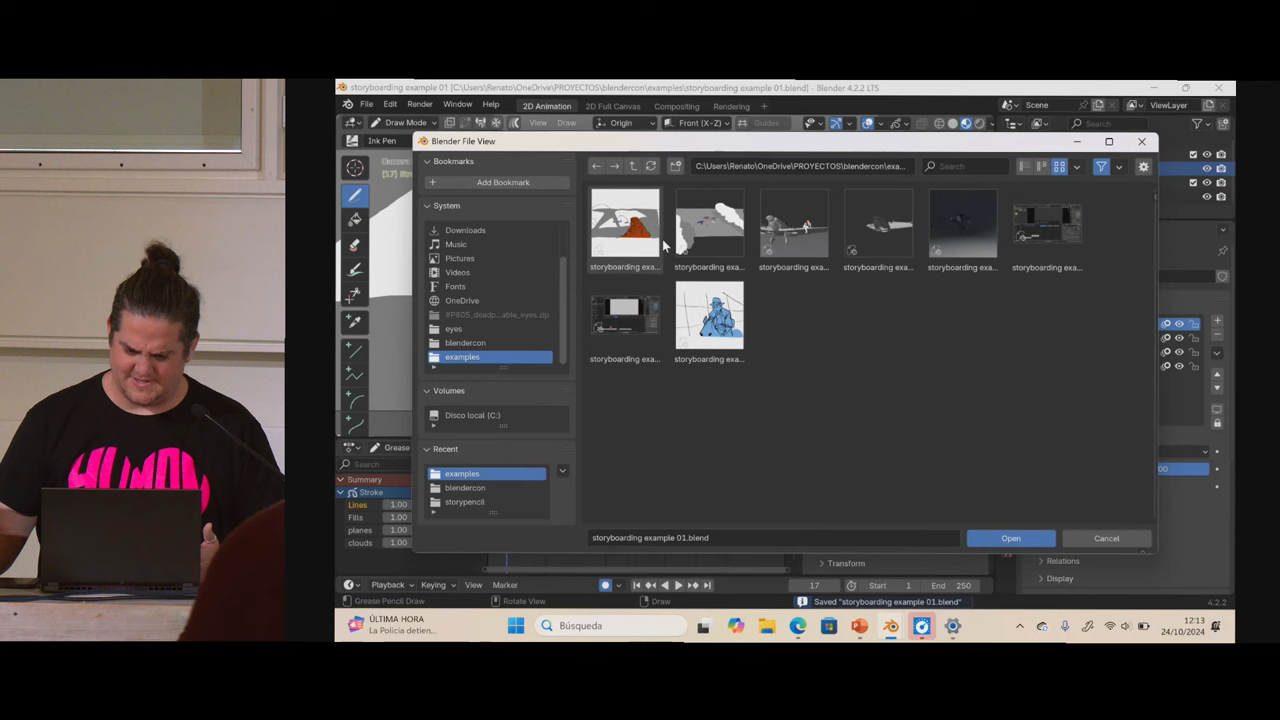 storyboarding example 01 [C:\Users\Renato\OneDrive\PROYECTOS\blendercon\examples\storyboarding example 01.blend] - Blender 4.2.2 LTS
File Edit Render Window Help 2D Animation 2D Full Canvas Compositing Rendering + Scene ViewLayer
Draw Mode View Draw Origin Front (X-Z) Guides Search
Ink Pen
Blender File View
Bookmarks
Add Bookmark
C:\Users\Renato\OneDrive\PROYECTOS\blendercon\exa...
Search
System
Downloads
Music
Pictures
Videos
Fonts
OneDrive
#P805_deadp...able_eyes.zip
eyes
blendercon
examples
storyboarding exa...
storyboarding exa...
storyboarding exa...
storyboarding exa...
storyboarding exa...
storyboarding exa...
storyboarding exa...
storyboarding exa...
Volumes
Disco local (C:)
Recent
examples
blendercon
storypencil
storyboarding example 01.blend
Open
Cancel
Grease
Search
Summary
Stroke
Lines 1.00
Fills 1.00
planes 1.00
clouds 1.00
Transform
Relations
Display
Playback Keying View Marker 17 Start 1 End 250
Grease Pencil Draw Rotate View Draw Saved "storyboarding example 01.blend" 4.2.2
ÚLTIMA HORA
La Policía detien...
Búsqueda
12:13
24/10/2024